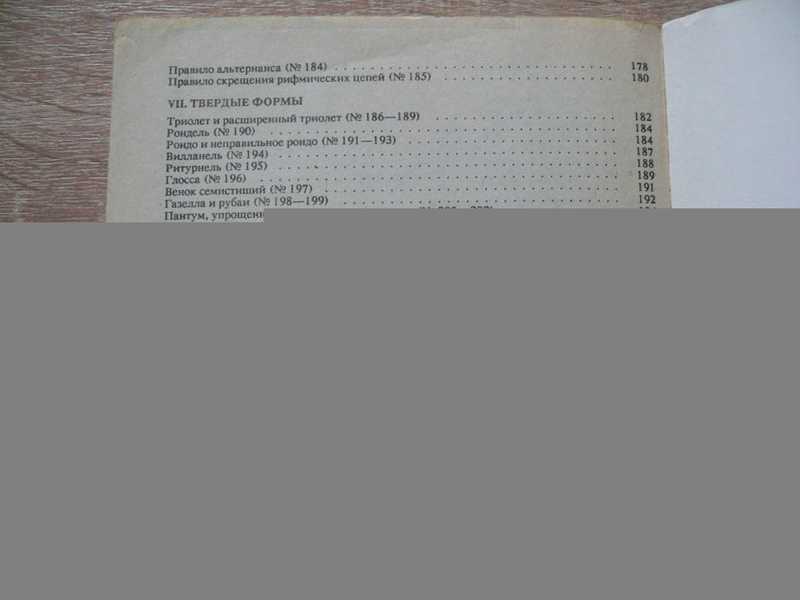 Правило альтернанса (№ 184) . . . . . . . . . . . . . . . . . . . . . . . . . . 178
Правило скрещения рифмических цепей (№ 185) . . . . . . . . . . . . . . . . 180
VII. ТВЕРДЫЕ ФОРМЫ
Триолет и расширенный триолет (№ 186—189) . . . . . . . . . . . . . . . . 182
Рондель (№ 190) . . . . . . . . . . . . . . . . . . . . . . . . . . . . . . . 184
Рондо и неправильное рондо (№ 191—193) . . . . . . . . . . . . . . . . . . 184
Вилланель (№ 194) . . . . . . . . . . . . . . . . . . . . . . . . . . . . . . 187
Ритурнель (№ 195) . . . . . . . . . . . . . . . . . . . . . . . . . . . . . . 188
Глосса (№ 196) . . . . . . . . . . . . . . . . . . . . . . . . . . . . . . . . 189
Венок семистиший (№ 197) . . . . . . . . . . . . . . . . . . . . . . . . . . 191
Газелла и рубаи (№ 198—199) . . . . . . . . . . . . . . . . . . . . . . . . 192
Пантум,